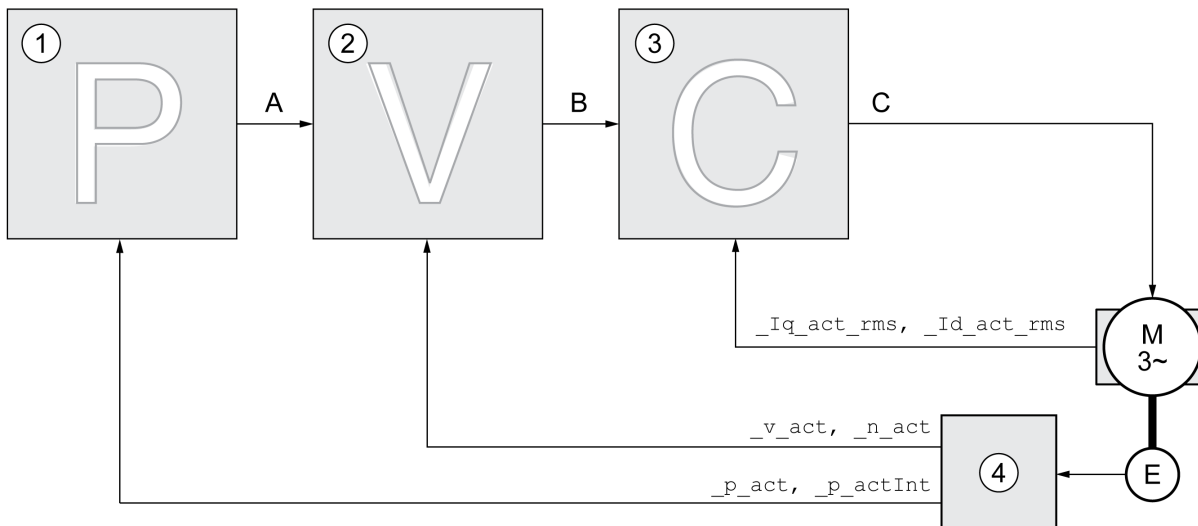 1
P
A
2
V
B
3
C
C
_Iq_act_rms, _Id_act_rms
M
3~
_v_act, _n_act
_p_act, _p_actInt
4
E